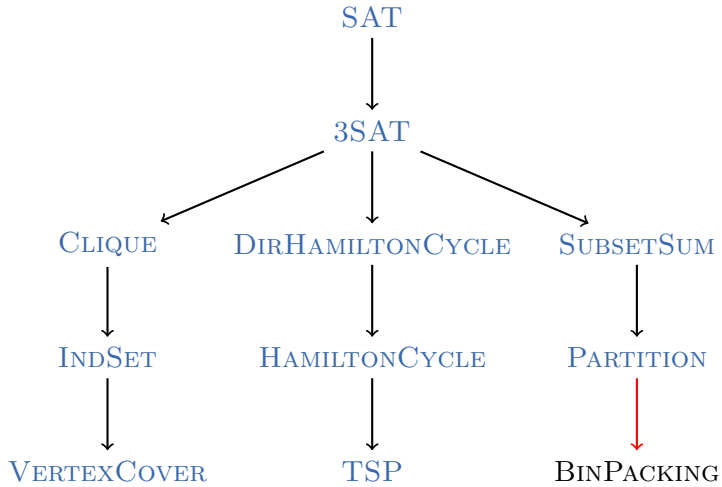 SAT
3SAT
CLIQUE DIRHAMILTONCYCLE SUBSETSUM
INDSET HAMILTONCYCLE PARTITION
VERTEXCOVER TSP BINPACKING